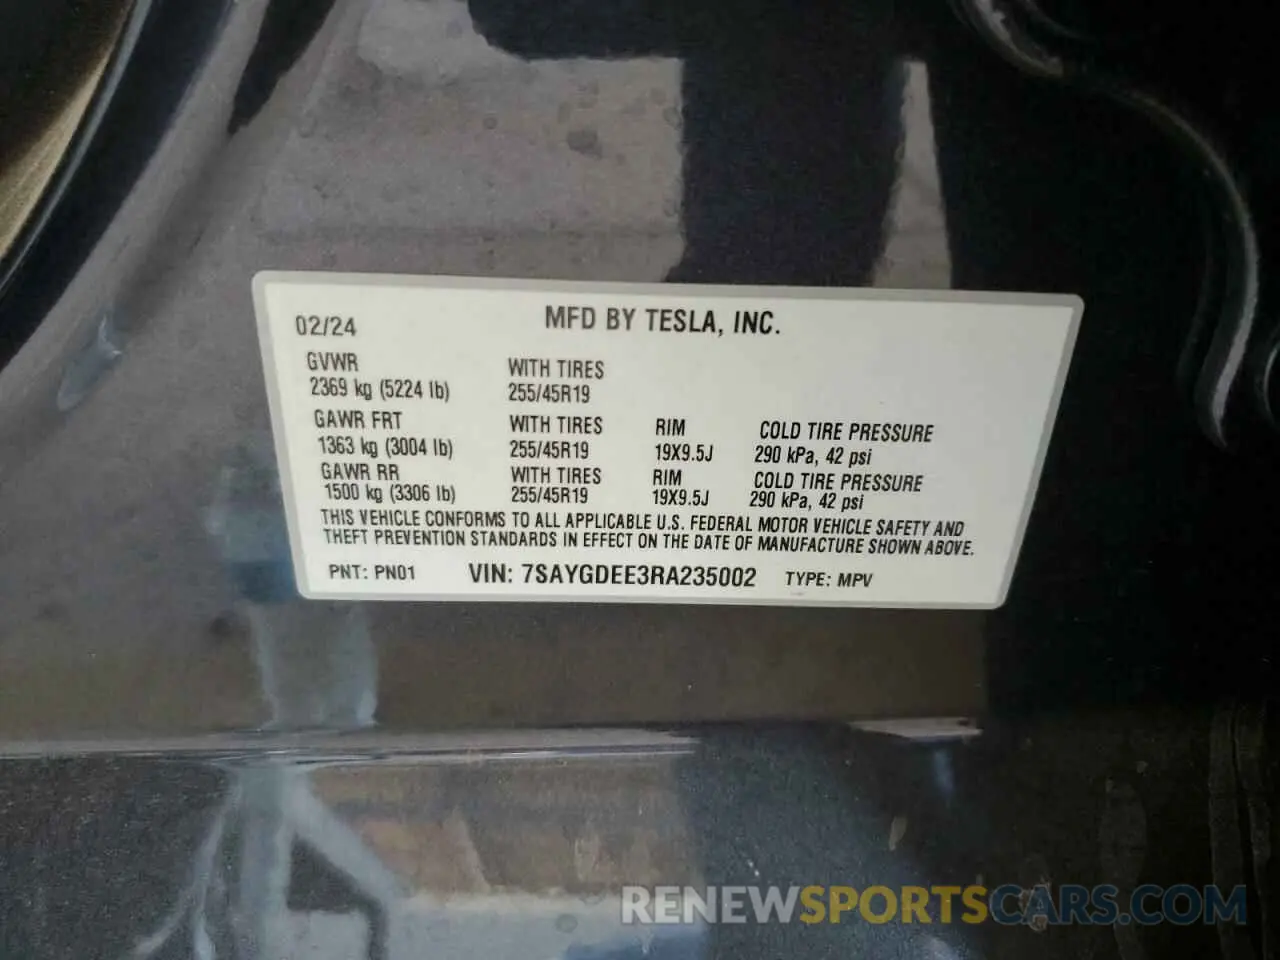 02/24 MFD BY TESLA, INC.
GVWR WITH TIRES
2369 kg (5224 lb) 255/45R19
GAWR FRT WITH TIRES RIM COLD TIRE PRESSURE
1363 kg (3004 lb) 255/45R19 19X9.5J 290 kPa, 42 psi
GAWR RR WITH TIRES RIM COLD TIRE PRESSURE
1500 kg (3306 lb) 255/45R19 19X9.5J 290 kPa, 42 psi
THIS VEHICLE CONFORMS TO ALL APPLICABLE U.S. FEDERAL MOTOR VEHICLE SAFETY AND
THEFT PREVENTION STANDARDS IN EFFECT ON THE DATE OF MANUFACTURE SHOWN ABOVE.
PNT: PN01 VIN: 7SAYGDEE3RA235002 TYPE: MPV
RENEWSPORTSCARS.COM